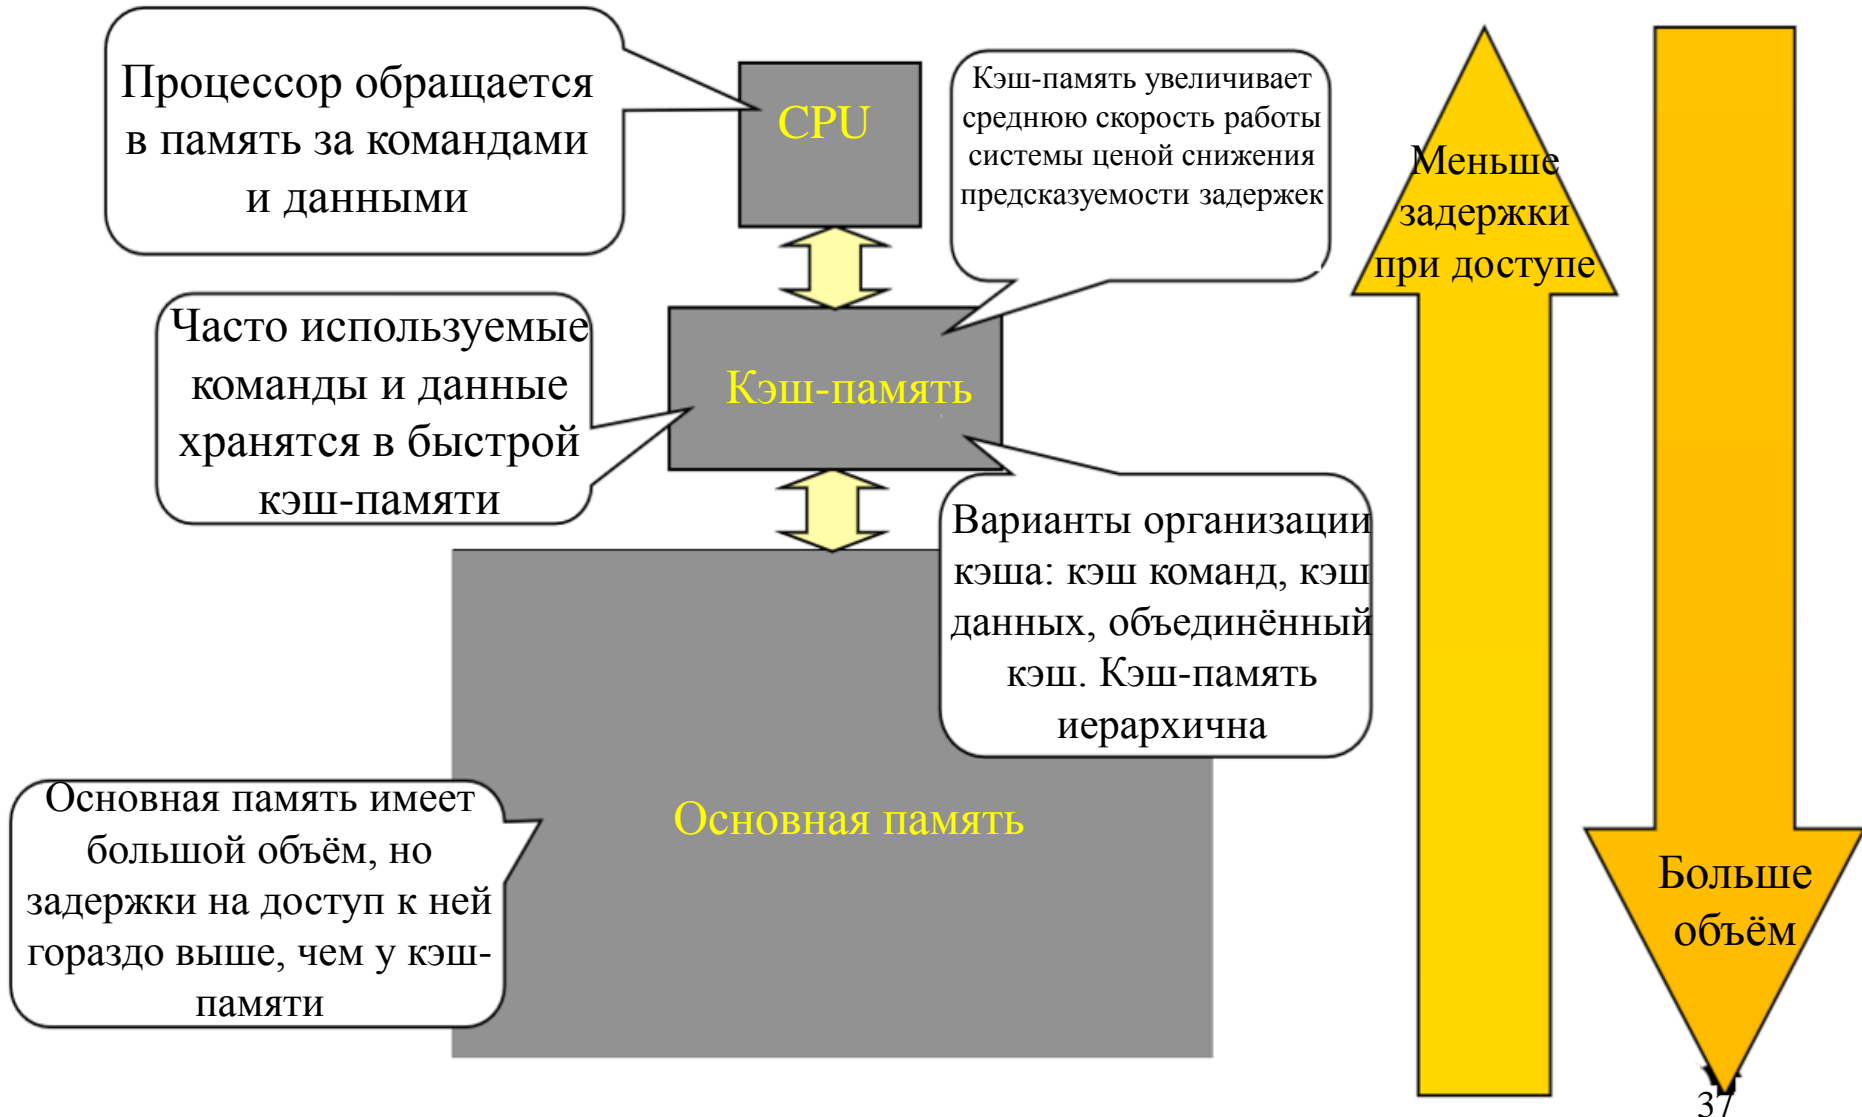 Процессор обращается
в память за командами
и данными
CPU
Кэш-память увеличивает
среднюю скорость работы
системы ценой снижения
предсказуемости задержек
Меньше
задержки
при доступе
Часто используемые
команды и данные
хранятся в быстрой
кэш-памяти
Кэш-память
Варианты организации
кэша: кэш команд, кэш
данных, объединённый
кэш. Кэш-память
иерархична
Основная память имеет
большой объём, но
задержки на доступ к ней
гораздо выше, чем у кэш-
памяти
Основная память
Больше
объём
37